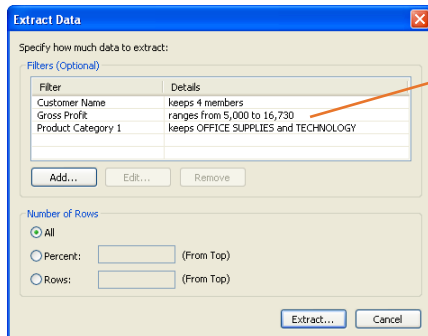 Extract Data
Specify how much data to extract:
Filters (Optional)
Filter Details
Customer Name keeps 4 members
Gross Profit ranges from 5,000 to 16,730
Product Category 1 keeps OFFICE SUPPLIES and TECHNOLOGY
Add... Edit... Remove
Number of Rows
All
Percent: (From Top)
Rows: (From Top)
Extract... Cancel